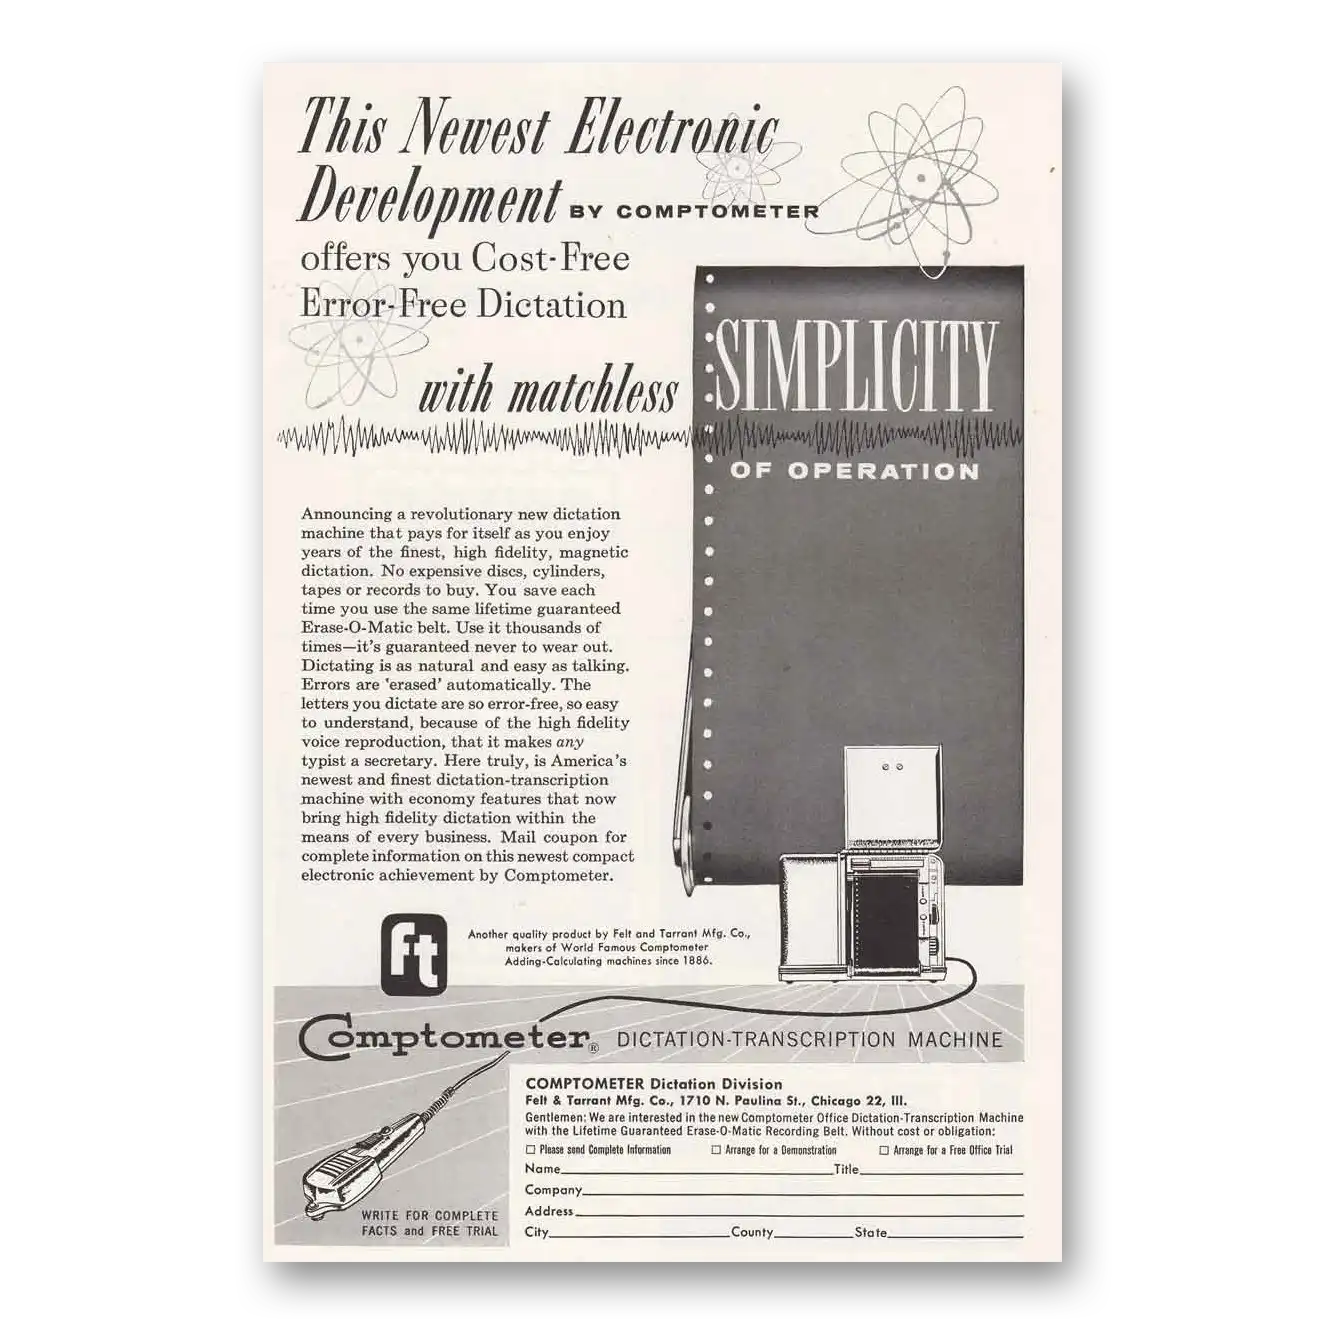 This Newest Electronic
Development BY COMPTOMETER
offers you Cost-Free
Error-Free Dictation
with matchless
SIMPLICITY
OF OPERATION
Announcing a revolutionary new dictation
machine that pays for itself as you enjoy
years of the finest, high fidelity, magnetic
dictation. No expensive discs, cylinders,
tapes or records to buy. You save each
time you use the same lifetime guaranteed
Erase-O-Matic belt. Use it thousands of
times—it's guaranteed never to wear out.
Dictating is as natural and easy as talking.
Errors are 'erased' automatically. The
letters you dictate are so error-free, so easy
to understand, because of the high fidelity
voice reproduction, that it makes any
typist a secretary. Here truly, is America's
newest and finest dictation-transcription
machine with economy features that now
bring high fidelity dictation within the
means of every business. Mail coupon for
complete information on this newest compact
electronic achievement by Comptometer.
ft
Another quality product by Felt and Tarrant Mfg. Co.,
makers of World Famous Comptometer
Adding-Calculating machines since 1886.
Comptometer® DICTATION-TRANSCRIPTION MACHINE
WRITE FOR COMPLETE
FACTS and FREE TRIAL
COMPTOMETER Dictation Division
Felt & Tarrant Mfg. Co., 1710 N. Paulina St., Chicago 22, Ill.
Gentlemen: We are interested in the new Comptometer Office Dictation-Transcription Machine
with the Lifetime Guaranteed Erase-O-Matic Recording Belt. Without cost or obligation:
☐ Please send Complete Information ☐ Arrange for a Demonstration ☐ Arrange for a Free Office Trial
Name Title
Company
Address
City County State